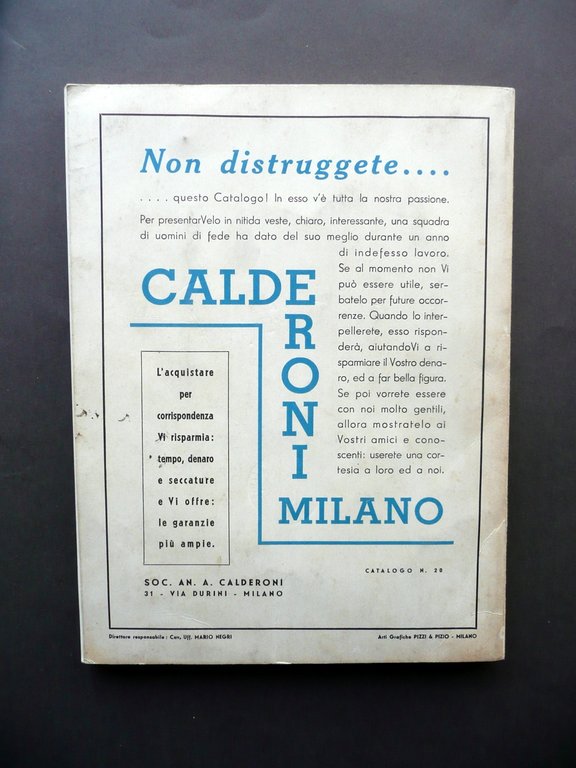 Non distruggete....
.... questo Catalogo! In esso v'è tutta la nostra passione.
Per presentarVelo in nitida veste, chiaro, interessante, una squadra
di uomini di fede ha dato del suo meglio durante un anno
di indefesso lavoro.
Se al momento non Vi
può essere utile, ser-
batelo per future occor-
renze. Quando lo inter-
pellerete, esso rispon-
derà, aiutandoVi a ri-
sparmiare il Vostro dena-
ro, ed a far bella figura.
Se poi vorrete essere
con noi molto gentili,
allora mostratelo ai
Vostri amici e cono-
scenti: userete una cor-
tesia a loro ed a noi.
CALDERONI
MILANO
L'acquistare
per
corrispondenza
Vi risparmia:
tempo, denaro
e seccature
e Vi offre:
le garanzie
più ampie.
CATALOGO N. 20
SOC. AN. A. CALDERONI
31 - VIA DURINI - MILANO
Direttore responsabile: Cav. Uff. MARIO NEGRI
Arti Grafiche PIZZI & PIZIO - MILANO